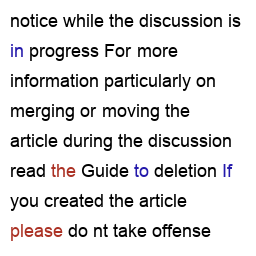 notice while the discussion is
in progress For more
information particularly on
merging or moving the
article during the discussion
read the Guide to deletion If
you created the article
please do nt take offense